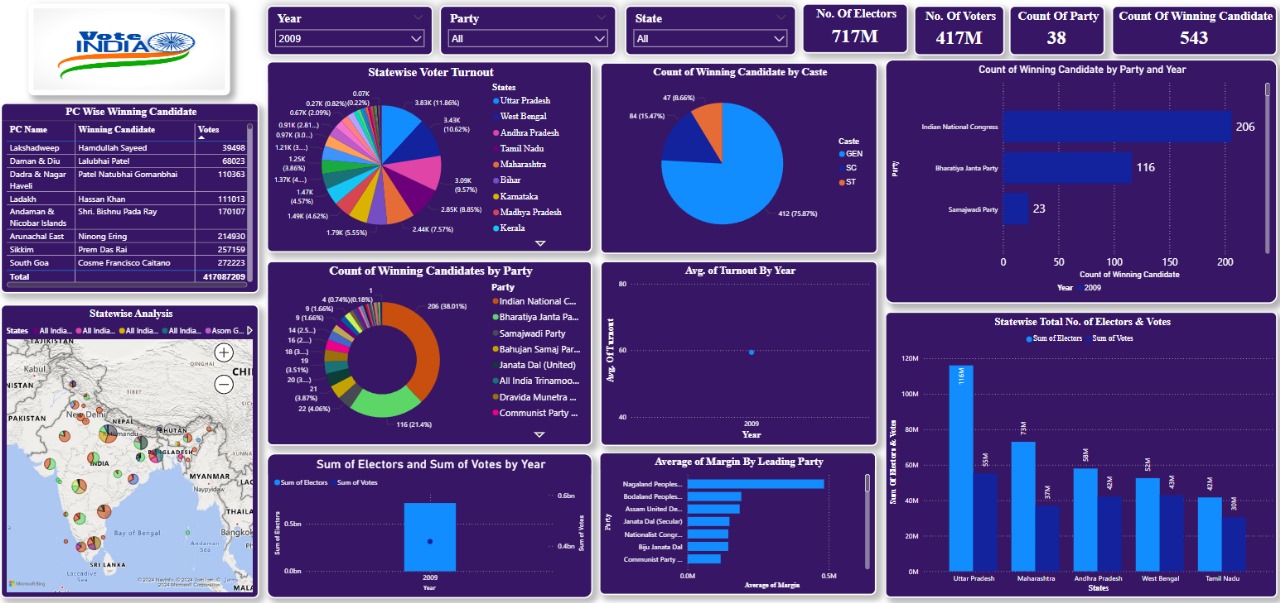 Vote
INDIA
Year
2009
Party
All
State
All
No. Of Electors
717M
No. Of Voters
417M
Count Of Party
38
Count Of Winning Candidate
543
PC Wise Winning Candidate
PC Name Winning Candidate Votes
Lakshadweep Hamdullah Sayeed 39498
Daman & Diu Lalubhai Patel 68023
Dadra & Nagar Haveli Patel Natubhai Gomanbhai 110363
Ladakh Hassan Khan 111013
Andaman & Nicobar Islands Shri. Bishnu Pada Ray 170107
Arunachal East Ninong Ering 214930
Sikkim Prem Das Rai 257159
South Goa Cosme Francisco Caitano 272223
Total 417087209
Statewise Voter Turnout
0.07K
0.27K (0.82%)
(0.22%)
0.67K (2.09%)
0.91K (2.81...)
0.97K (3.0...)
1.21K (3....)
1.25K
(3.86%)
1.37K (4....)
1.47K
(4.57%)
1.49K (4.62%)
1.79K (5.55%)
2.44K (7.57%)
2.85K (8.85%)
3.09K
(9.57%)
3.43K
(10.62%)
3.83K (11.86%)
States
Uttar Pradesh
West Bengal
Andhra Pradesh
Tamil Nadu
Maharashtra
Bihar
Karnataka
Madhya Pradesh
Kerala
Count of Winning Candidate by Caste
47 (8.66%)
84 (15.47%)
412 (75.87%)
Caste
GEN
SC
ST
Count of Winning Candidate by Party and Year
Party
Indian National Congress 206
Bharatiya Janta Party 116
Samajwadi Party 23
0 50 100 150 200
Count of Winning Candidate
Year 2009
Statewise Analysis
States All India... All India... All India... All India... Asom G...
TAJIKISTAN
Kabul
NISTAN
PAKISTAN
QINGHAI
TIBET
CHI
New Delhi
NEPAL
BHUTAN
BANGLADESH
INDIA
MYANMAR
Naypyidaw
THAILA
Bangkok
Bay of Bengal
Andaman
Sea
SRI LANKA
Laccadive
Sea
MALA
Microsoft Bing
Count of Winning Candidates by Party
1
4 (0.74%)
(0.18%)
9 (1.66%)
9 (1.66%)
14 (2.5...)
16 (2....)
18 (3....)
19
(3.51%)
20 (3....)
21
(3.87%)
22 (4.06%)
116 (21.4%)
206 (38.01%)
Party
Indian National C...
Bharatiya Janta Pa...
Samajwadi Party
Bahujan Samaj Par...
Janata Dal (United)
All India Trinamoo...
Dravida Munetra ...
Communist Party ...
Avg. of Turnout By Year
Avg. Of Turnout
80
60
40
2009
Year
Sum of Electors and Sum of Votes by Year
Sum of Electors Sum of Votes
Sum of Electors
0.5bn
0.0bn
0.6bn
0.4bn
Sum of Votes
2009
Year
Average of Margin By Leading Party
Party
Nagaland Peoples...
Bodaland Peoples...
Assam United De...
Janata Dal (Secular)
Nationalist Congr...
Biju Janata Dal
Communist Party ...
0.0M 0.5M
Average of Margin
Statewise Total No. of Electors & Votes
Sum of Electors Sum of Votes
Sum Of Electors & Votes
120M
100M
80M
60M
40M
20M
0M
116M 55M 73M 37M 58M 42M 52M 43M 42M 30M
Uttar Pradesh Maharashtra Andhra Pradesh West Bengal Tamil Nadu
States